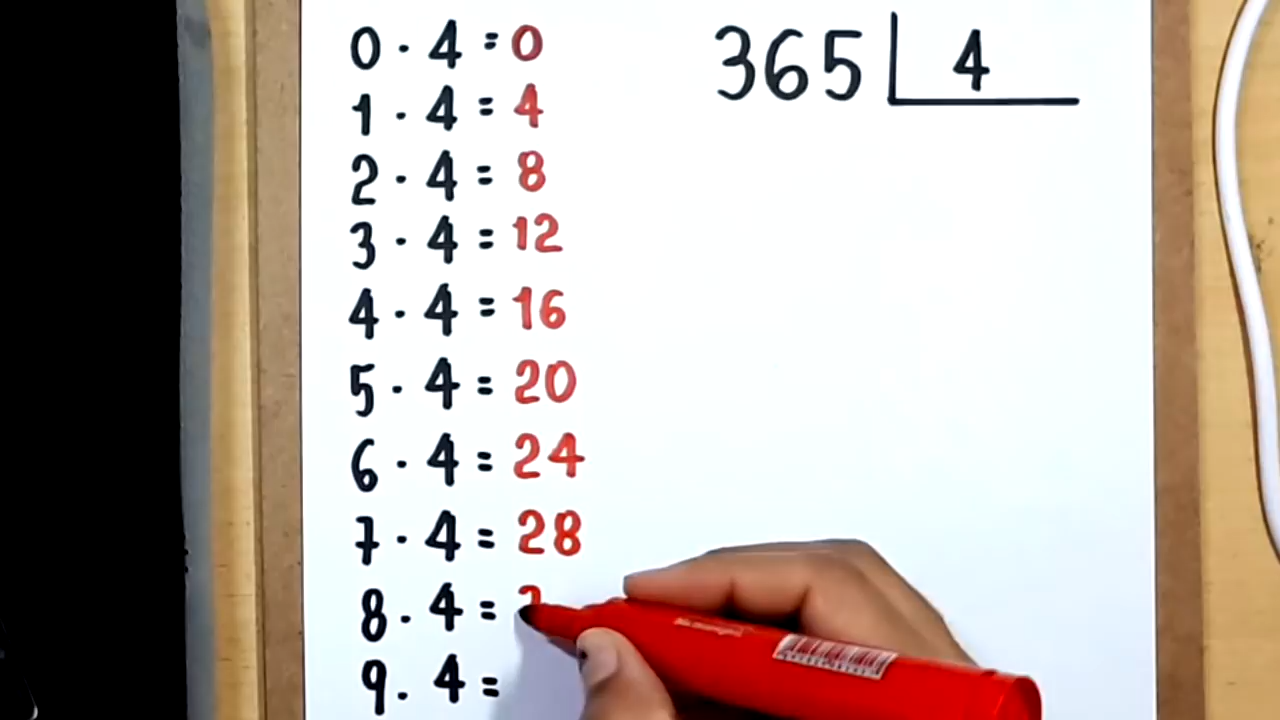 0 · 4 = 0
1 · 4 = 4
2 · 4 = 8
3 · 4 = 12
4 · 4 = 16
5 · 4 = 20
6 · 4 = 24
7 · 4 = 28
8 · 4 =
9 · 4 =
365 4